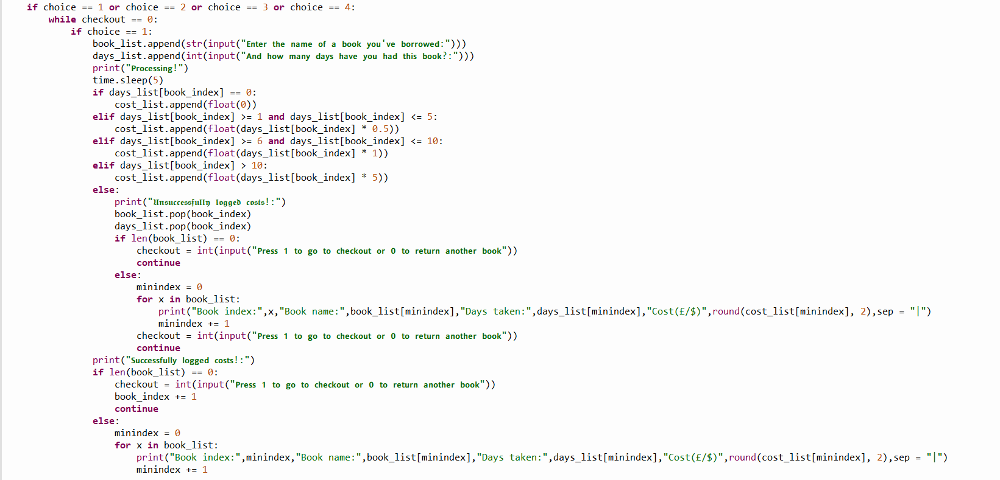 if choice == 1 or choice == 2 or choice == 3 or choice == 4:
    while checkout == 0:
        if choice == 1:
            book_list.append(str(input("Enter the name of a book you've borrowed:")))
            days_list.append(int(input("And how many days have you had this book?:")))
            print("Processing!")
            time.sleep(5)
            if days_list[book_index] == 0:
                cost_list.append(float(0))
            elif days_list[book_index] >= 1 and days_list[book_index] <= 5:
                cost_list.append(float(days_list[book_index] * 0.5))
            elif days_list[book_index] >= 6 and days_list[book_index] <= 10:
                cost_list.append(float(days_list[book_index] * 1))
            elif days_list[book_index] > 10:
                cost_list.append(float(days_list[book_index] * 5))
            else:
                print("𝖀𝖓𝖘𝖚𝖈𝖈𝖊𝖘𝖘𝖋𝖚𝖑𝖑𝖞 𝖑𝖔𝖌𝖌𝖊𝖉 𝖈𝖔𝖘𝖙𝖘!:")
                book_list.pop(book_index)
                days_list.pop(book_index)
                if len(book_list) == 0:
                    checkout = int(input("Press 1 to go to checkout or 0 to return another book"))
                    continue
                else:
                    minindex = 0
                    for x in book_list:
                        print("Book index:",x,"Book name:",book_list[minindex],"Days taken:",days_list[minindex],"Cost(£/$)",round(cost_list[minindex], 2),sep = "|")
                        minindex += 1
                    checkout = int(input("Press 1 to go to checkout or 0 to return another book"))
                    continue
            print("Successfully logged costs!:")
            if len(book_list) == 0:
                checkout = int(input("Press 1 to go to checkout or 0 to return another book"))
                book_index += 1
                continue
            else:
                minindex = 0
                for x in book_list:
                    print("Book index:",minindex,"Book name:",book_list[minindex],"Days taken:",days_list[minindex],"Cost(£/$)",round(cost_list[minindex], 2),sep = "|")
                    minindex += 1